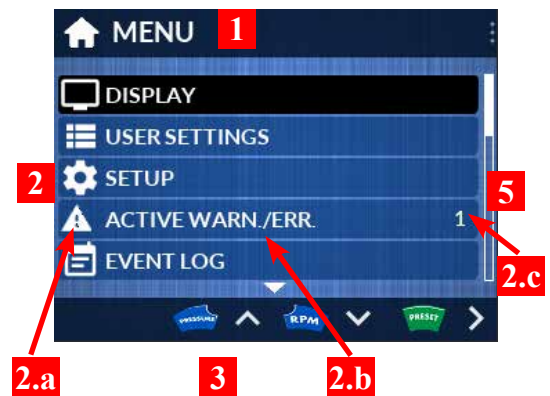 MENU 1
DISPLAY
USER SETTINGS
2 SETUP 5
ACTIVE WARN./ERR. 1
EVENT LOG
2.c
PRESSURE RPM PRESET
2.a 3 2.b